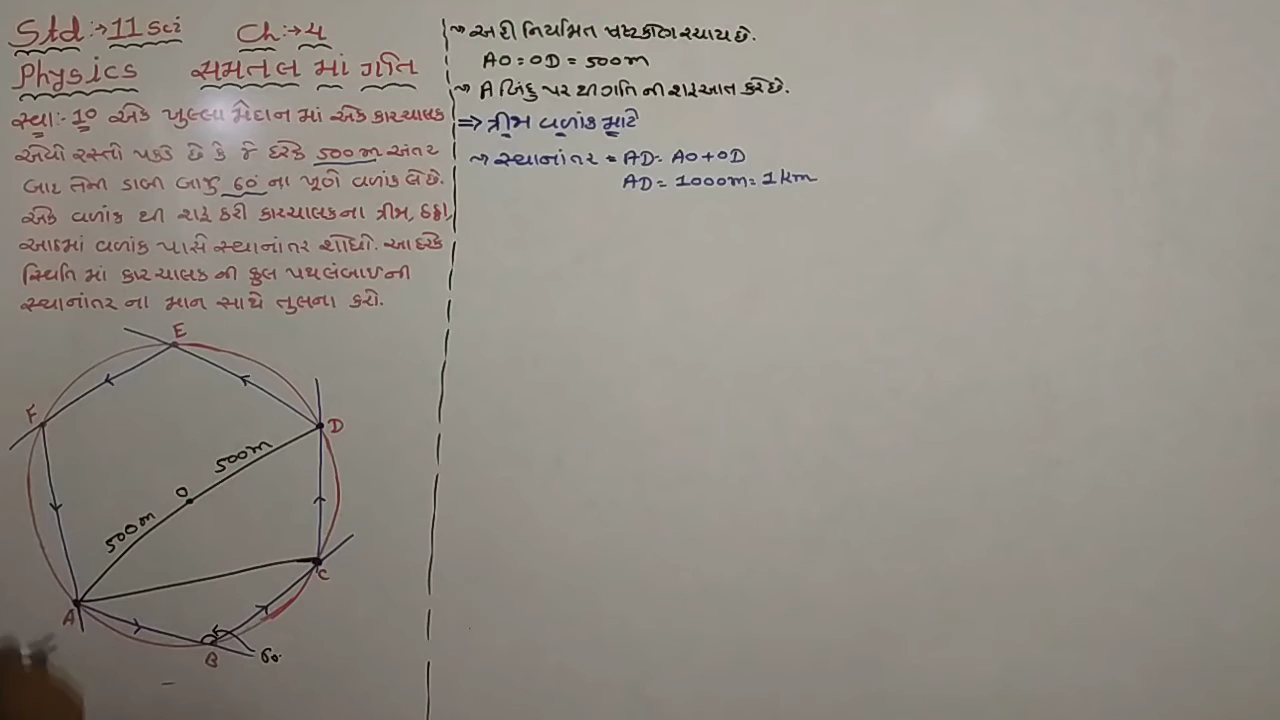 Std :→ 11 Sci Ch :→ 4
Physics સમતલ માં ગતિ
સ્વા :- 10 એક ખુલ્લા મેદાન માં એક કારચાલક
એવો રસ્તો પકડે છે કે જે દરેક 500 m અંતર
બાદ તેની ડાબી બાજુ 60° ના ખૂણે વળાંક લે છે.
એક વળાંક થી શરૂ કરી કારચાલકના ત્રીજા, છઠ્ઠા,
આઠમાં વળાંક પાસે સ્થાનાંતર શોધો. આ દરેક
સ્થિતિ માં કારચાલક ની કુલ પથલંબાઈ ની
સ્થાનાંતર ના માન સાથે તુલના કરો.
E
F
D
500m
O
500m
C
A
B
60°
~ અહી નિયમિત ષષ્ટકોણ રચાય છે.
AO = OD = 500m
~ A બિંદુ પર થી ગતિ ની શરૂઆત કરે છે.
⇒ ત્રીજા વળાંક માટે
~ સ્થાનાંતર = AD = AO + OD
AD = 1000m = 1 km